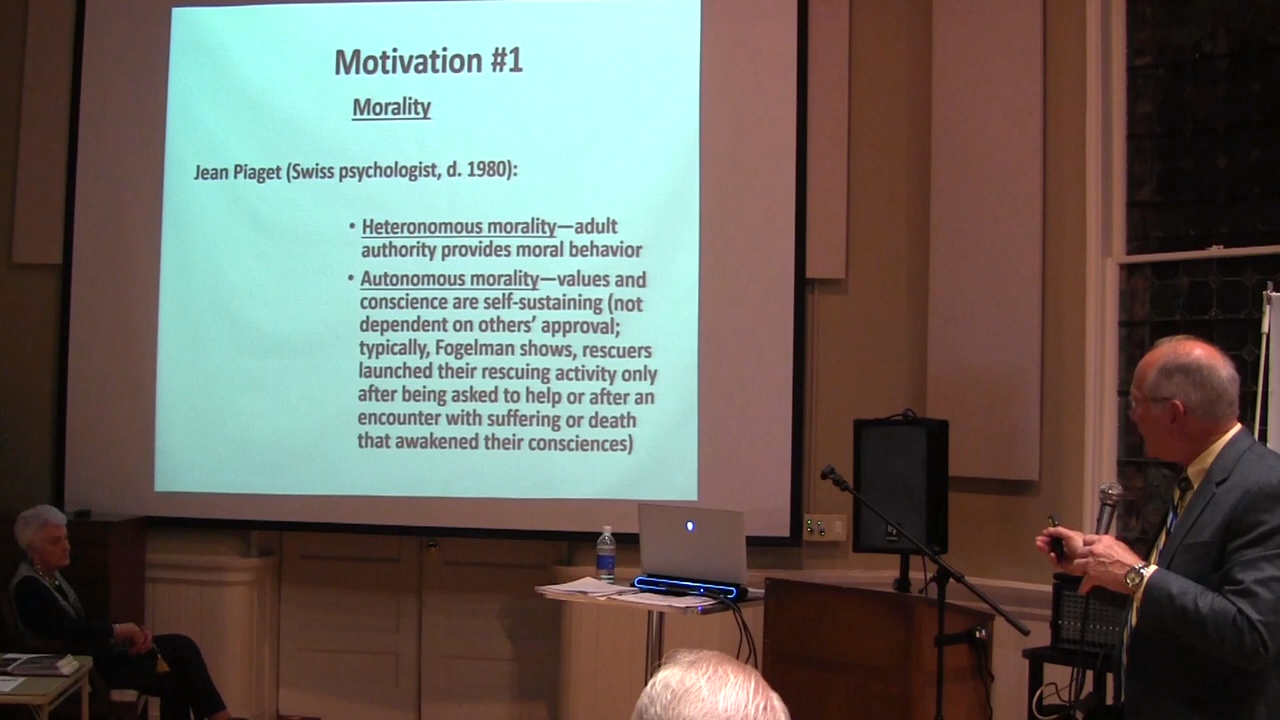 Motivation #1
Morality
Jean Piaget (Swiss psychologist, d. 1980):
• Heteronomous morality—adult
authority provides moral behavior
• Autonomous morality—values and
conscience are self-sustaining (not
dependent on others’ approval;
typically, Fogelman shows, rescuers
launched their rescuing activity only
after being asked to help or after an
encounter with suffering or death
that awakened their consciences)